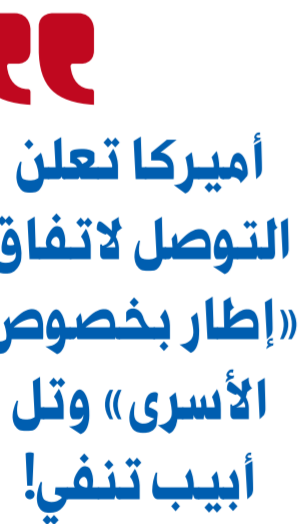 أميركا تعلن
التوصل لاتفاق
«إطار بخصوص
الأسرى» وتل
أبيب تنفي!